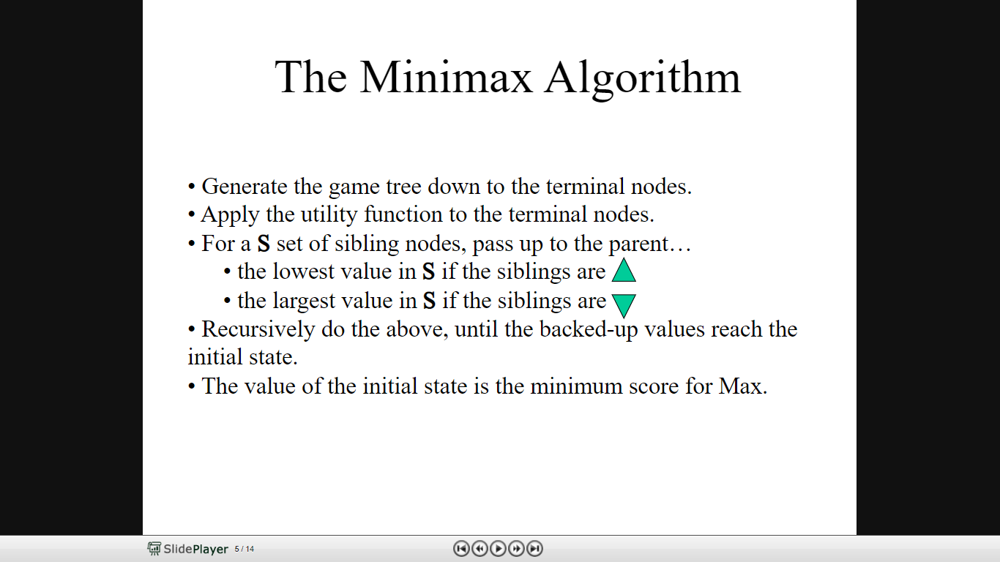 The Minimax Algorithm
• Generate the game tree down to the terminal nodes.
• Apply the utility function to the terminal nodes.
• For a S set of sibling nodes, pass up to the parent…
• the lowest value in S if the siblings are
• the largest value in S if the siblings are
• Recursively do the above, until the backed-up values reach the
initial state.
• The value of the initial state is the minimum score for Max.
SlidePlayer 5 / 14